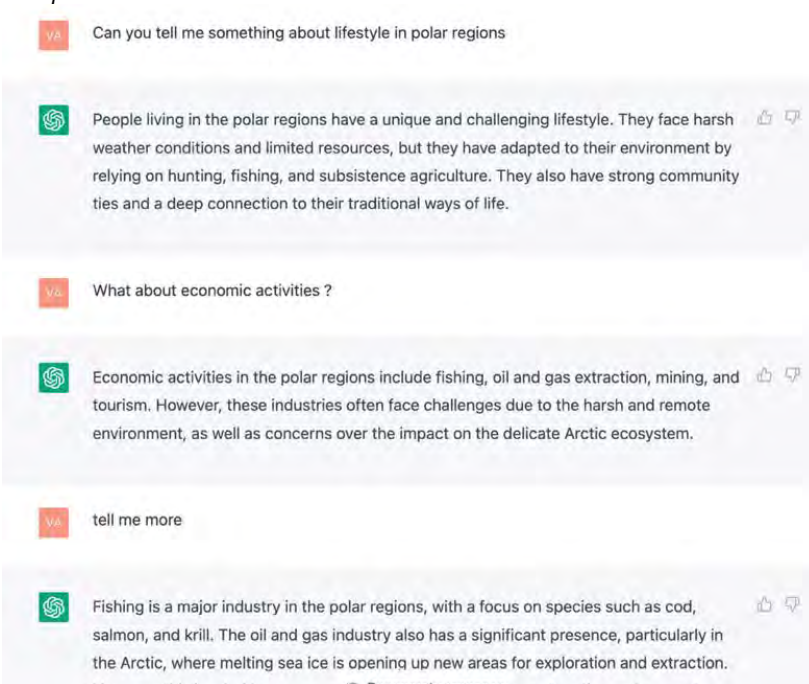 VA
Can you tell me something about lifestyle in polar regions
People living in the polar regions have a unique and challenging lifestyle. They face harsh
weather conditions and limited resources, but they have adapted to their environment by
relying on hunting, fishing, and subsistence agriculture. They also have strong community
ties and a deep connection to their traditional ways of life.
VA
What about economic activities ?
Economic activities in the polar regions include fishing, oil and gas extraction, mining, and
tourism. However, these industries often face challenges due to the harsh and remote
environment, as well as concerns over the impact on the delicate Arctic ecosystem.
VA
tell me more
Fishing is a major industry in the polar regions, with a focus on species such as cod,
salmon, and krill. The oil and gas industry also has a significant presence, particularly in
the Arctic, where melting sea ice is opening up new areas for exploration and extraction.